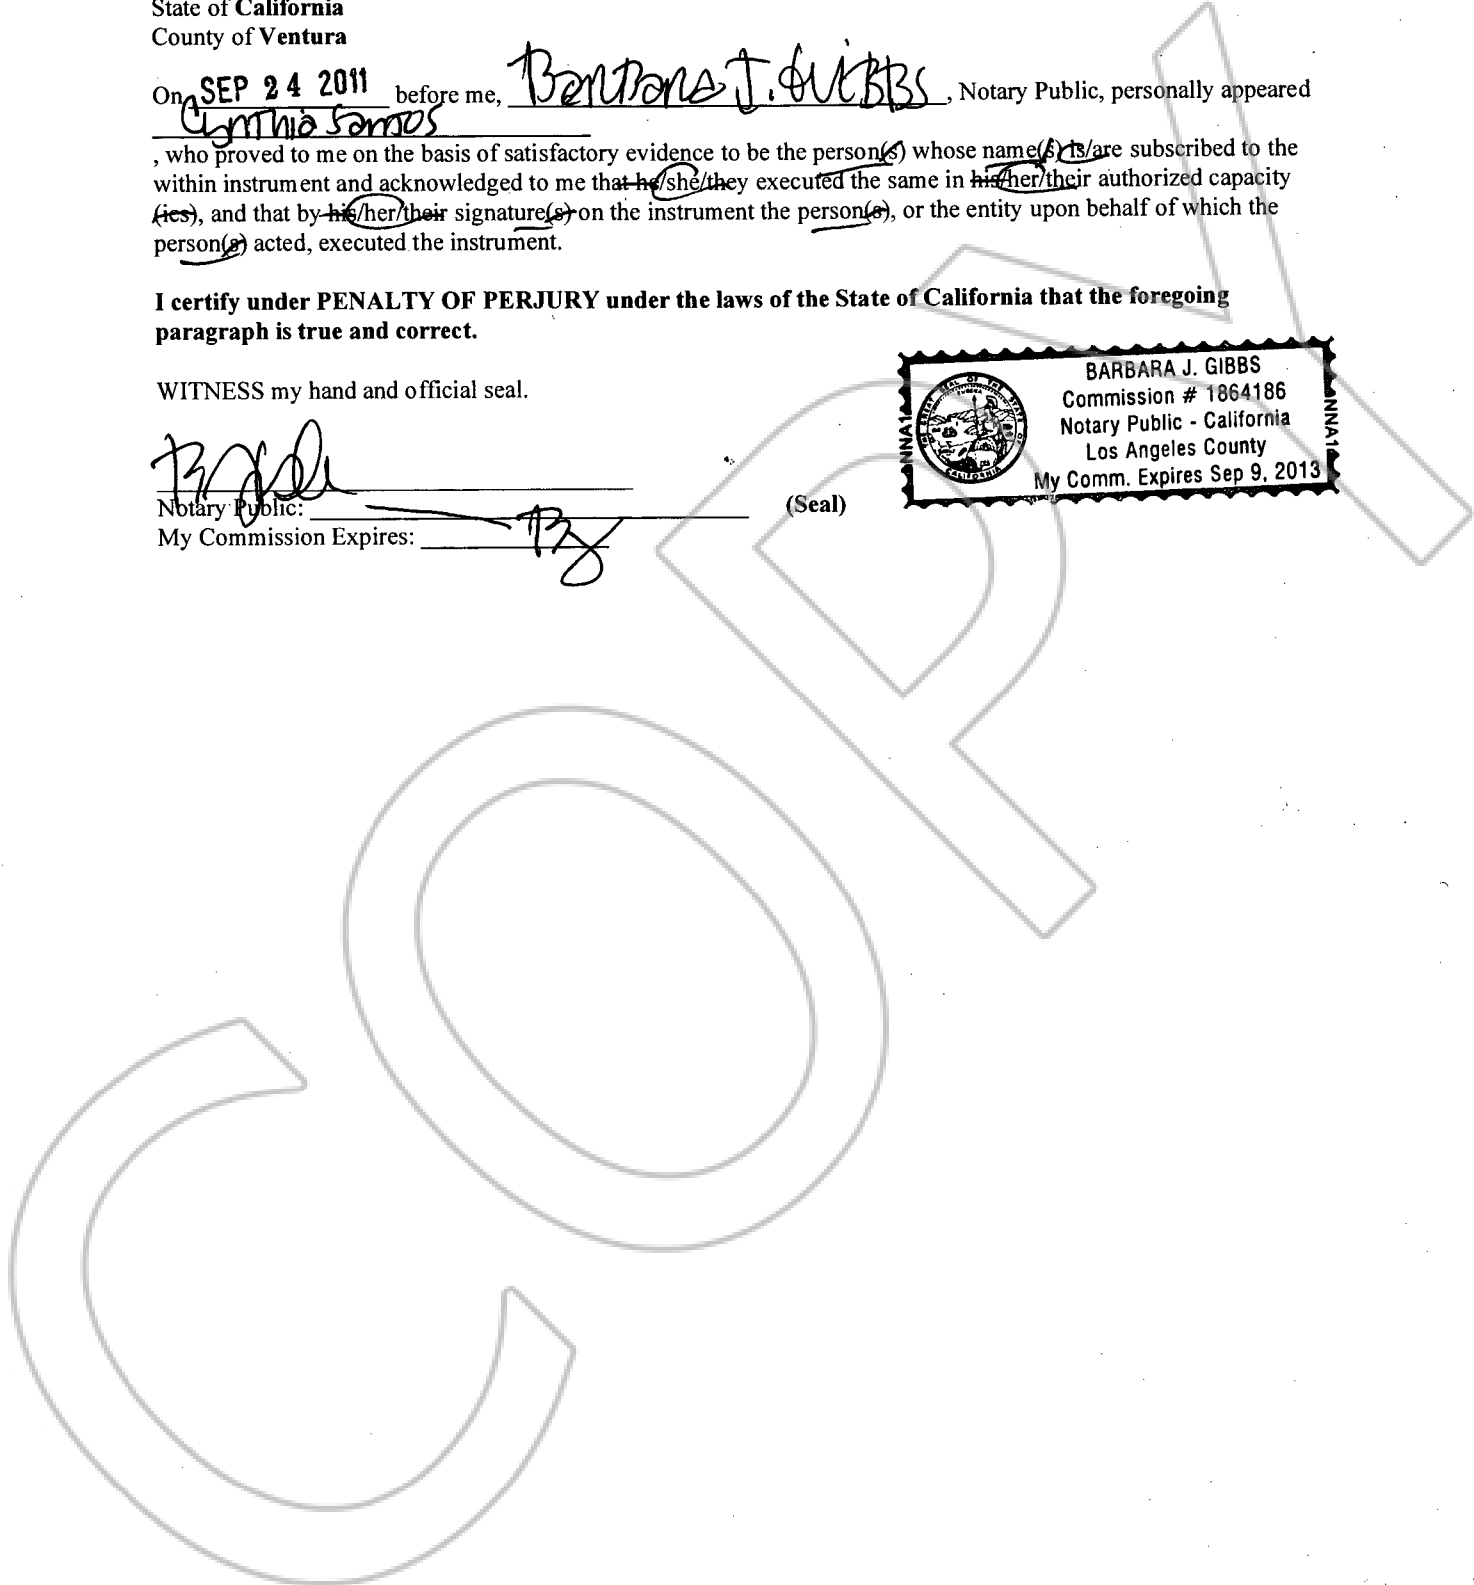 State of California
County of Ventura
On SEP 24 2011 before me, Barbara J. GIBBS, Notary Public, personally appeared
Cynthia Santos
, who proved to me on the basis of satisfactory evidence to be the person(s) whose name(s) is/are subscribed to the
within instrument and acknowledged to me that he/she/they executed the same in his/her/their authorized capacity
(ies), and that by his/her/their signature(s) on the instrument the person(s), or the entity upon behalf of which the
person(s) acted, executed the instrument.
I certify under PENALTY OF PERJURY under the laws of the State of California that the foregoing
paragraph is true and correct.
WITNESS my hand and official seal.
BARBARA J. GIBBS
Commission # 1864186
Notary Public - California
Los Angeles County
My Comm. Expires Sep 9, 2013
NNA1
NNA1
Notary Public:
(Seal)
My Commission Expires:
COPY